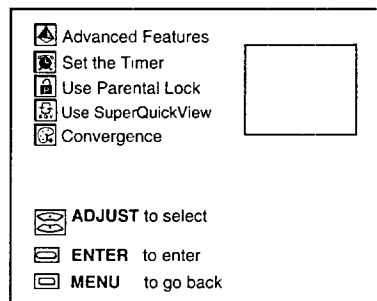 Advanced Features
Set the Timer
Use Parental Lock
Use SuperQuickView
Convergence
ADJUST to select
ENTER to enter
MENU to go back